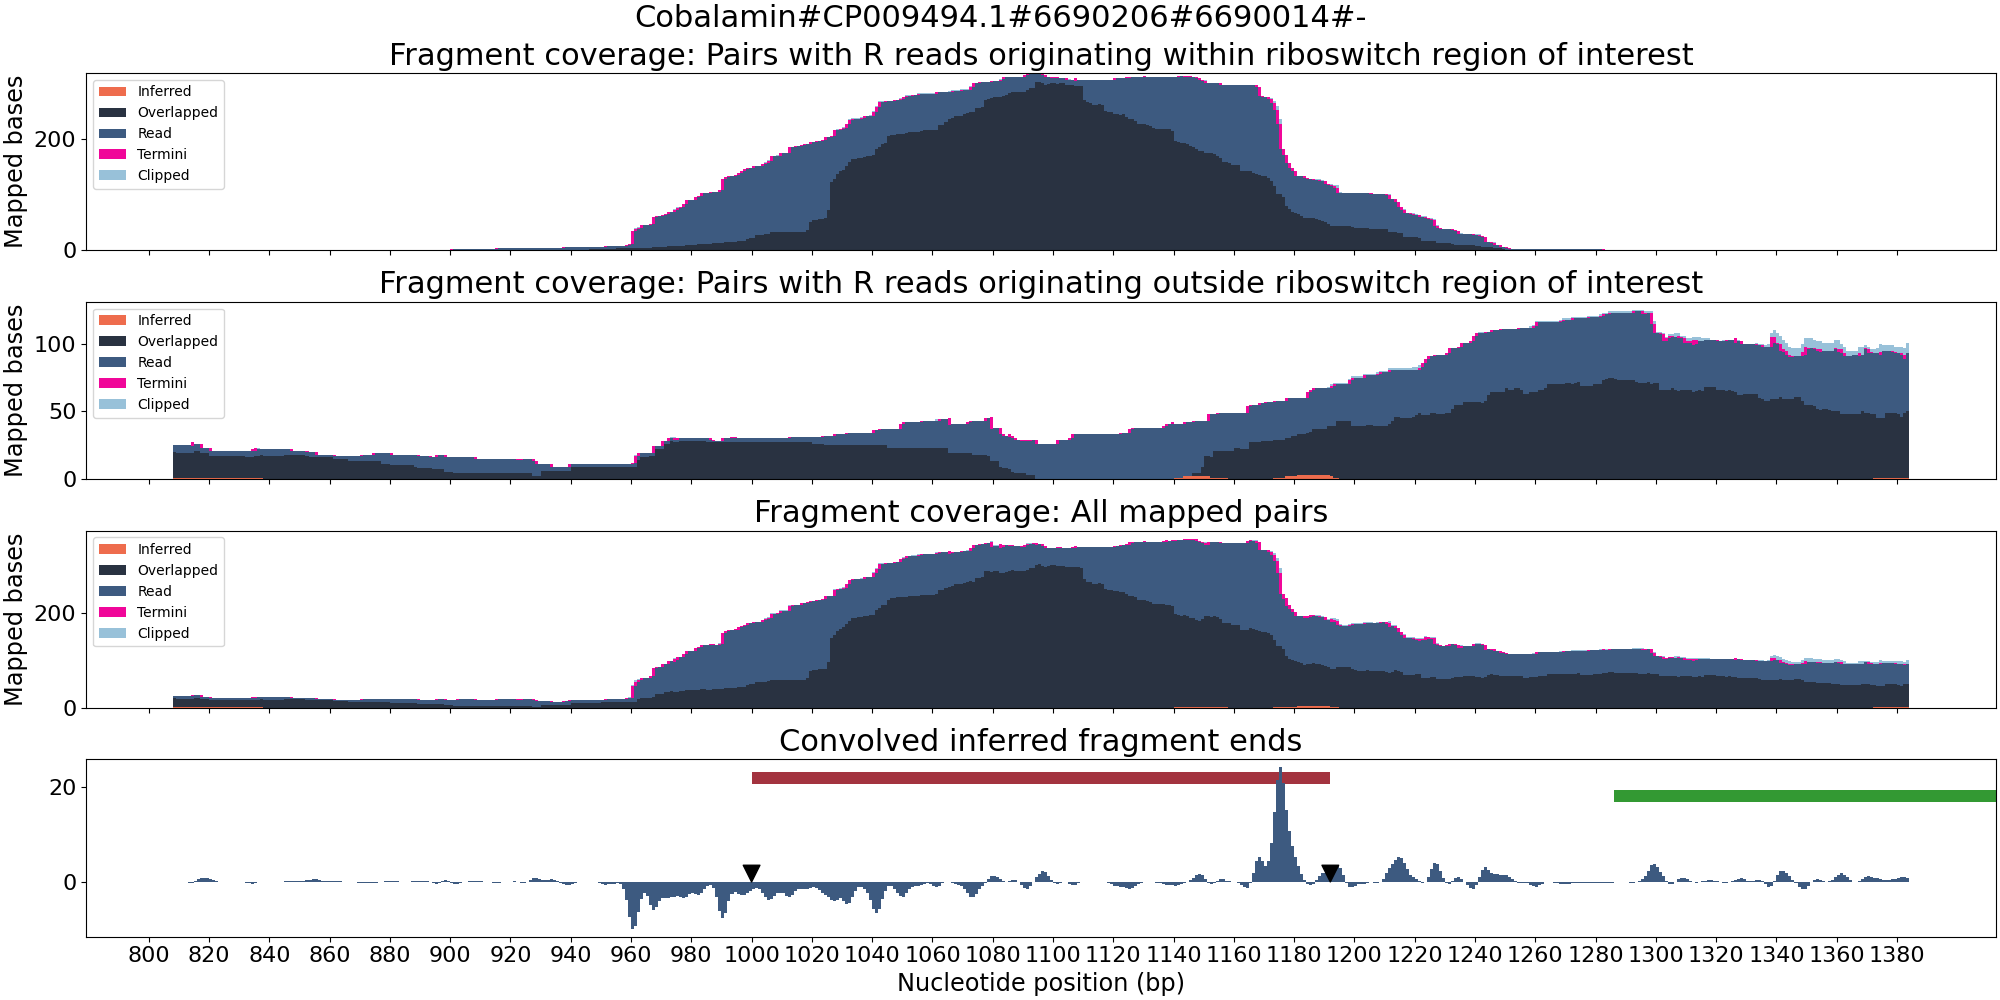 Cobalamin#CP009494.1#6690206#6690014#-
Fragment coverage: Pairs with R reads originating within riboswitch region of interest
Mapped bases
200
0
Inferred
Overlapped
Read
Termini
Clipped
Fragment coverage: Pairs with R reads originating outside riboswitch region of interest
Mapped bases
100
50
0
Inferred
Overlapped
Read
Termini
Clipped
Fragment coverage: All mapped pairs
Mapped bases
200
0
Inferred
Overlapped
Read
Termini
Clipped
Convolved inferred fragment ends
20
0
800 820 840 860 880 900 920 940 960 980 1000 1020 1040 1060 1080 1100 1120 1140 1160 1180 1200 1220 1240 1260 1280 1300 1320 1340 1360 1380
Nucleotide position (bp)